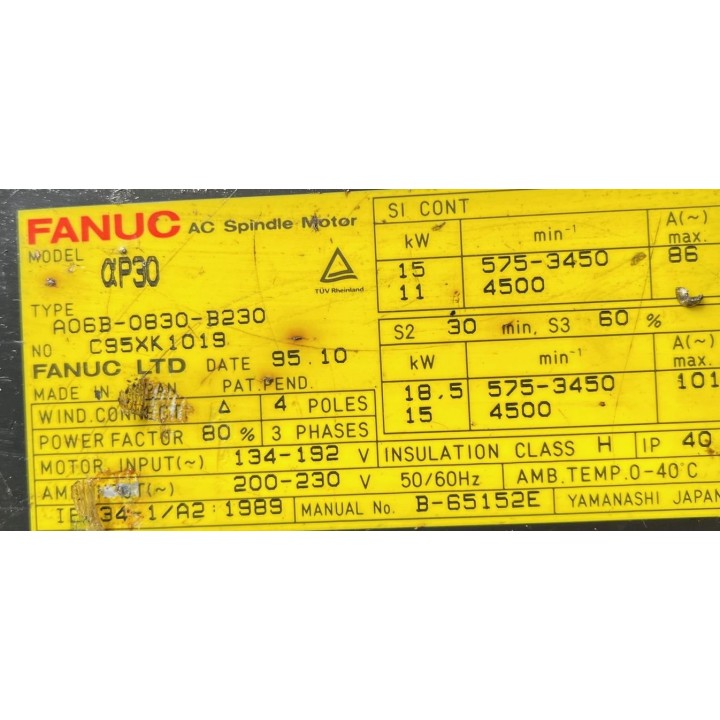 FANUC AC Spindle Motor
MODEL αP30
TÜV Rheinland
TYPE A06B-0830-B230
NO C95XK1019
FANUC LTD DATE 95.10
MADE IN PAT.PEND.
WIND.CONNECT Δ 4 POLES
POWER FACTOR 80 % 3 PHASES
MOTOR INPUT(~) 134-192 V INSULATION CLASS H IP 40
200-230 V 50/60Hz AMB.TEMP.0-40°C
34-1/A2:1989 MANUAL No. B-65152E YAMANASHI JAPAN
SI CONT
kW min⁻¹ A(~) max.
15 575-3450 86
11 4500
S2 30 min, S3 60 %
kW min⁻¹ A(~) max.
18.5 575-3450 101
15 4500